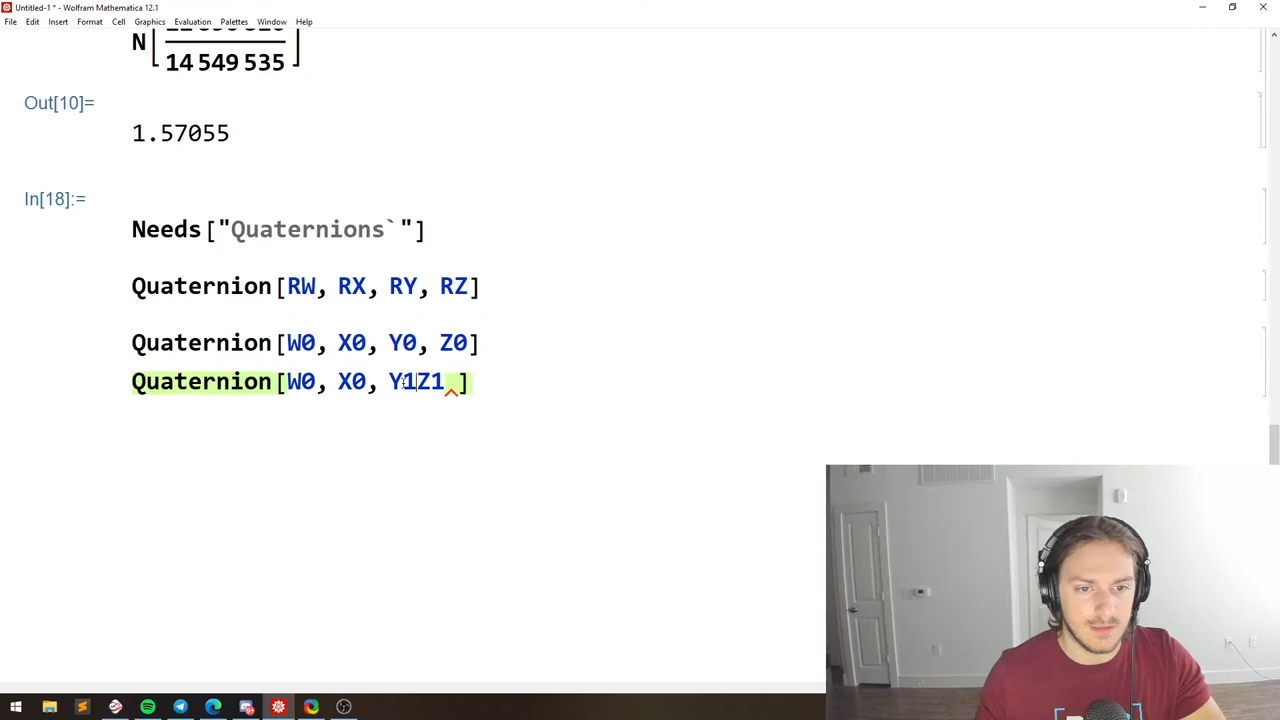 Untitled-1 * - Wolfram Mathematica 12.1
File Edit Insert Format Cell Graphics Evaluation Palettes Window Help
N[
14 549 535 ]
Out[10]=
1.57055
In[18]:=
Needs["Quaternions`"]
Quaternion[RW, RX, RY, RZ]
Quaternion[W0, X0, Y0, Z0]
Quaternion[W0, X0, Y1Z1 ]